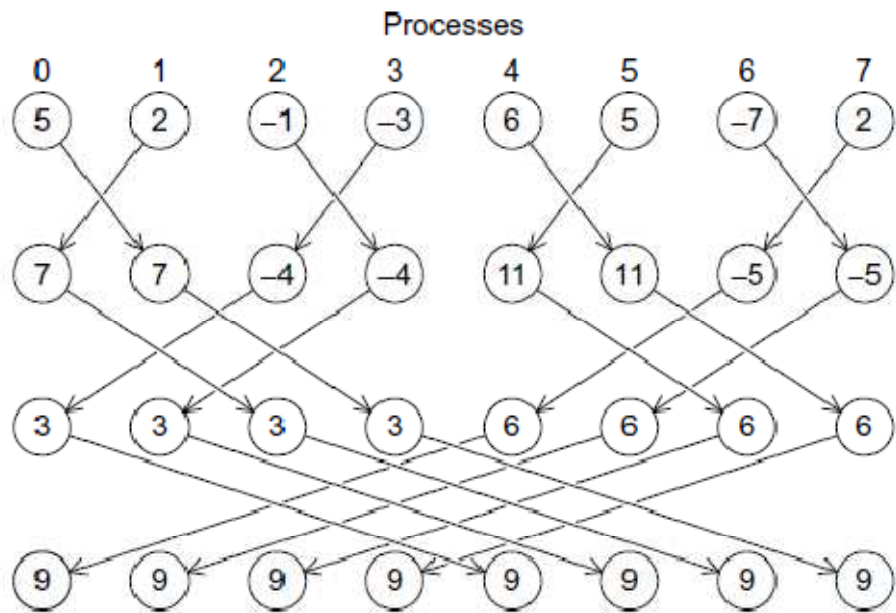 Processes
0 1 2 3 4 5 6 7
5 2 –1 –3 6 5 –7 2
7 7 –4 –4 11 11 –5 –5
3 3 3 3 6 6 6 6
9 9 9 9 9 9 9 9